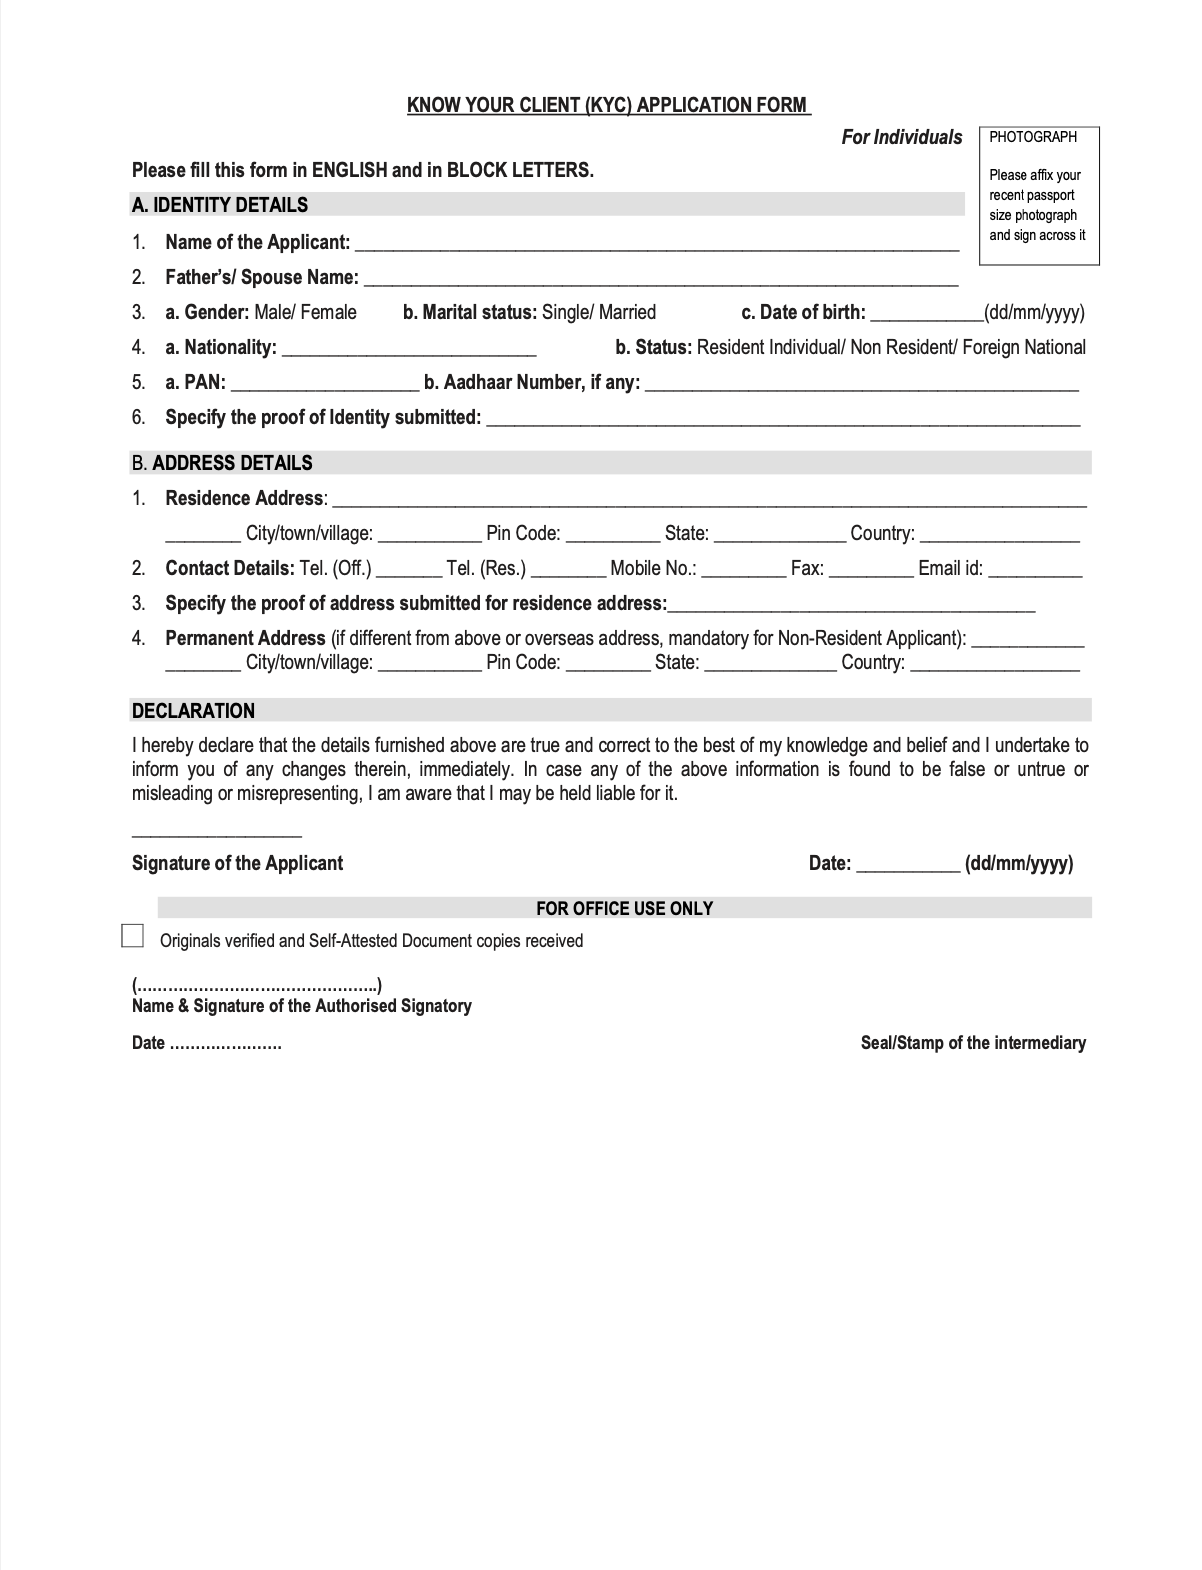 KNOW YOUR CLIENT (KYC) APPLICATION FORM
For Individuals
PHOTOGRAPH
Please affix your
recent passport
size photograph
and sign across it
Please fill this form in ENGLISH and in BLOCK LETTERS.
A. IDENTITY DETAILS
1. Name of the Applicant: ________________________________________________________________
2. Father’s/ Spouse Name: _______________________________________________________________
3. a. Gender: Male/ Female b. Marital status: Single/ Married c. Date of birth: ____________(dd/mm/yyyy)
4. a. Nationality: ___________________________ b. Status: Resident Individual/ Non Resident/ Foreign National
5. a. PAN: ____________________ b. Aadhaar Number, if any: ______________________________________________
6. Specify the proof of Identity submitted: _______________________________________________________________
B. ADDRESS DETAILS
1. Residence Address: ________________________________________________________________________________
________ City/town/village: ___________ Pin Code: __________ State: ______________ Country: _________________
2. Contact Details: Tel. (Off.) _______ Tel. (Res.) ________ Mobile No.: _________ Fax: _________ Email id: __________
3. Specify the proof of address submitted for residence address:_______________________________________
4. Permanent Address (if different from above or overseas address, mandatory for Non-Resident Applicant): ____________
________ City/town/village: ___________ Pin Code: _________ State: ______________ Country: __________________
DECLARATION
I hereby declare that the details furnished above are true and correct to the best of my knowledge and belief and I undertake to
inform you of any changes therein, immediately. In case any of the above information is found to be false or untrue or
misleading or misrepresenting, I am aware that I may be held liable for it.
__________________
Signature of the Applicant Date: ___________ (dd/mm/yyyy)
FOR OFFICE USE ONLY
Originals verified and Self-Attested Document copies received
(………………………………………..)
Name & Signature of the Authorised Signatory
Date …………………. Seal/Stamp of the intermediary